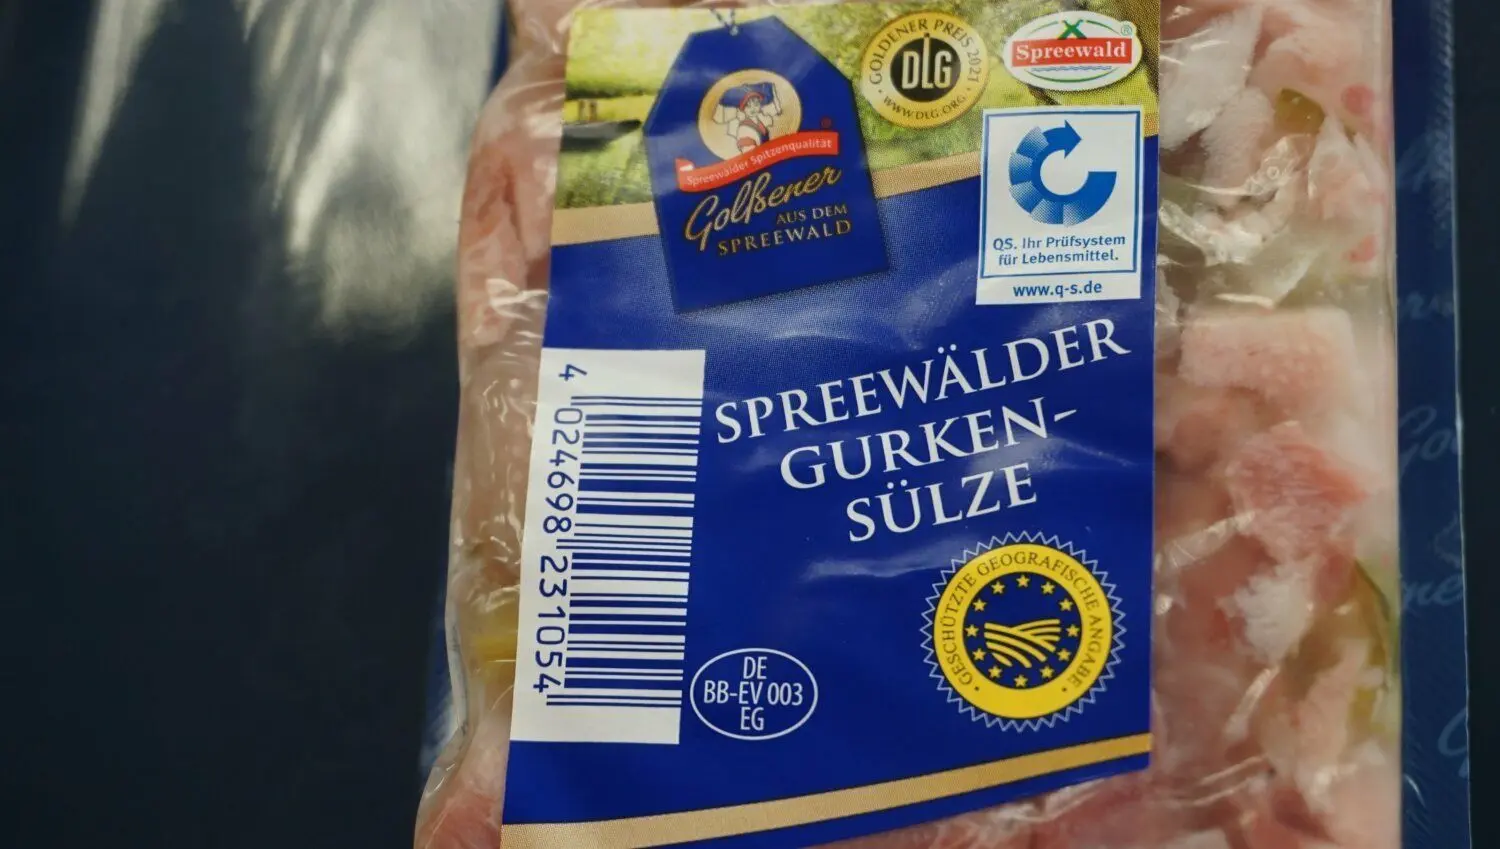 GOLDENER PREIS 2021
DLG
WWW.DLG.ORG
Spreewald®
Spreewälder Spitzenqualität
Golßener
AUS DEM
SPREEWALD
QS. Ihr Prüfsystem
für Lebensmittel.
www.q-s.de
SPREEWÄLDER
GURKEN-
SÜLZE
4 024698 231054
DE
BB-EV 003
EG
GESCHÜTZTE GEOGRAFISCHE ANGABE